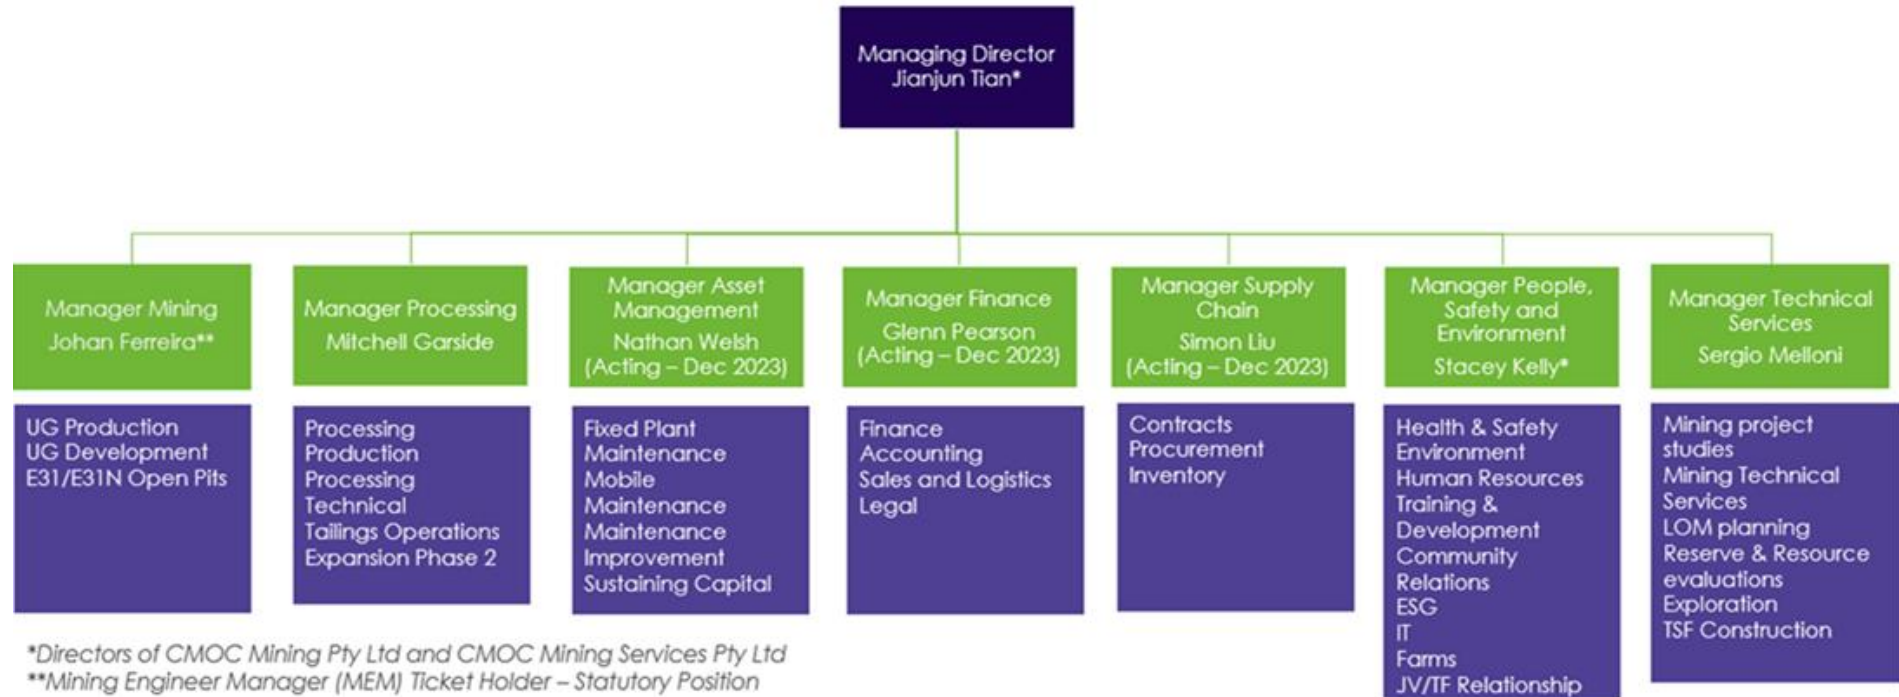 Managing Director
Jianjun Tian*
Manager Mining
Johan Ferreira**
Manager Processing
Mitchell Garside
Manager Asset
Management
Nathan Welsh
(Acting – Dec 2023)
Manager Finance
Glenn Pearson
(Acting – Dec 2023)
Manager Supply
Chain
Simon Liu
(Acting – Dec 2023)
Manager People,
Safety and
Environment
Stacey Kelly*
Manager Technical
Services
Sergio Melloni
UG Production
UG Development
E31/E31N Open Pits
Processing
Production
Processing
Technical
Tailings Operations
Expansion Phase 2
Fixed Plant
Maintenance
Mobile
Maintenance
Maintenance
Improvement
Sustaining Capital
Finance
Accounting
Sales and Logistics
Legal
Contracts
Procurement
Inventory
Health & Safety
Environment
Human Resources
Training &
Development
Community
Relations
ESG
IT
Farms
JV/TF Relationship
Mining project
studies
Mining Technical
Services
LOM planning
Reserve & Resource
evaluations
Exploration
TSF Construction
*Directors of CMOC Mining Pty Ltd and CMOC Mining Services Pty Ltd
**Mining Engineer Manager (MEM) Ticket Holder – Statutory Position